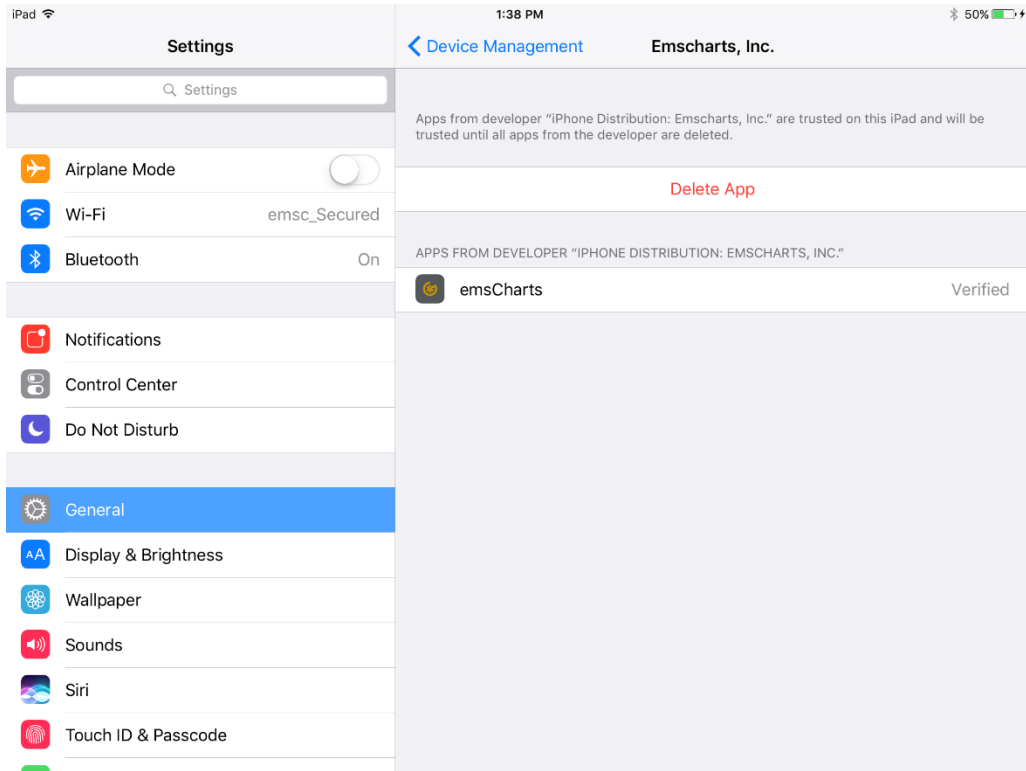 iPad 1:38 PM 50%
Settings
Device Management Emscharts, Inc.
Settings
Apps from developer “iPhone Distribution: Emscharts, Inc.” are trusted on this iPad and will be
trusted until all apps from the developer are deleted.
Airplane Mode
Delete App
Wi-Fi emsc_Secured
Bluetooth On
APPS FROM DEVELOPER “IPHONE DISTRIBUTION: EMSCHARTS, INC.”
emsCharts Verified
Notifications
Control Center
Do Not Disturb
General
AA Display & Brightness
Wallpaper
Sounds
Siri
Touch ID & Passcode